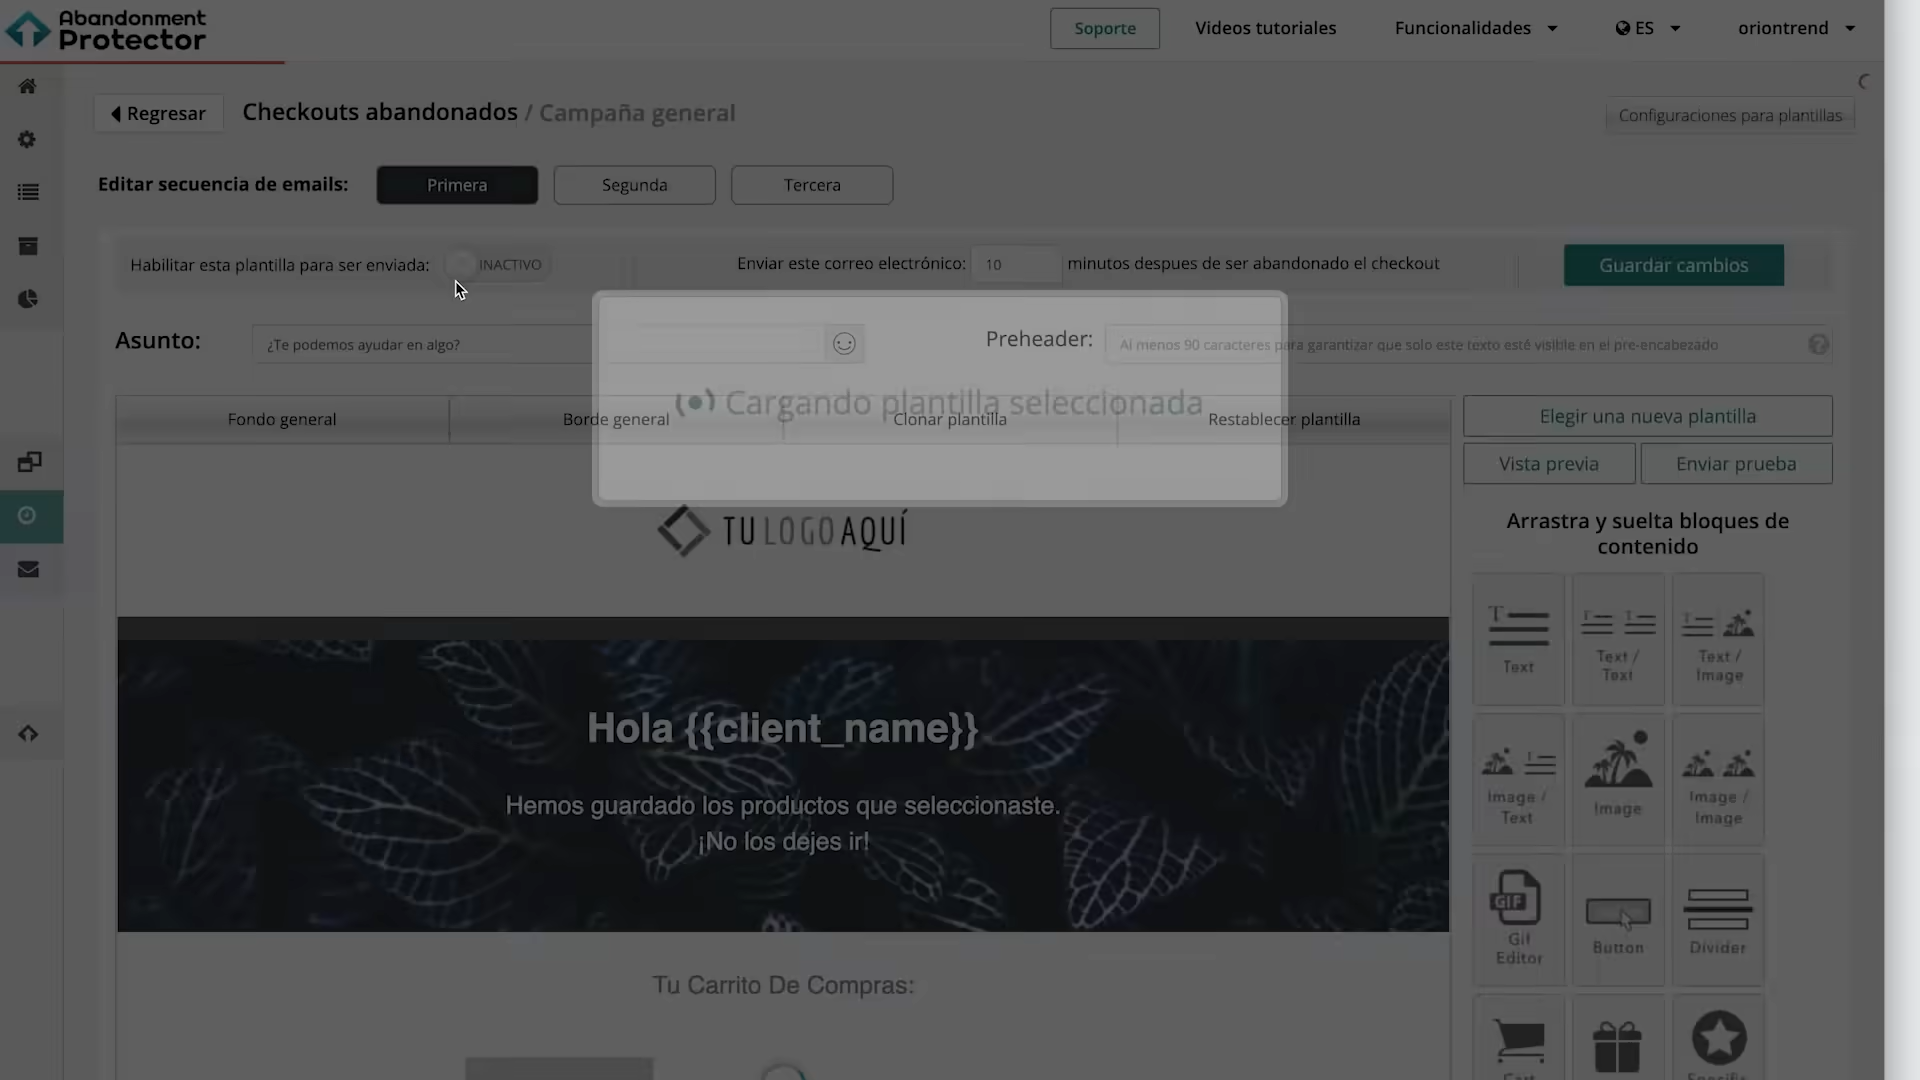 Abandonment
Protector
Soporte
Videos tutoriales
Funcionalidades
ES
oriontrend
Regresar
Checkouts abandonados / Campaña general
Configuraciones para plantillas
Editar secuencia de emails:
Primera
Segunda
Tercera
Habilitar esta plantilla para ser enviada:
INACTIVO
Enviar este correo electrónico:
10
minutos despues de ser abandonado el checkout
Guardar cambios
Asunto:
¿Te podemos ayudar en algo?
Preheader:
Al menos 90 caracteres para garantizar que solo este texto esté visible en el pre-encabezado
Cargando plantilla seleccionada
Fondo general
Borde general
Clonar plantilla
Restablecer plantilla
Elegir una nueva plantilla
Vista previa
Enviar prueba
TU LOGO AQUÍ
Arrastra y suelta bloques de
contenido
Text
Text /
Text
Text /
Image
Image /
Text
Image
Image /
Image
GIF
Gif
Editor
Button
Divider
Hola {{client_name}}
Hemos guardado los productos que seleccionaste.
¡No los dejes ir!
Tu Carrito De Compras: